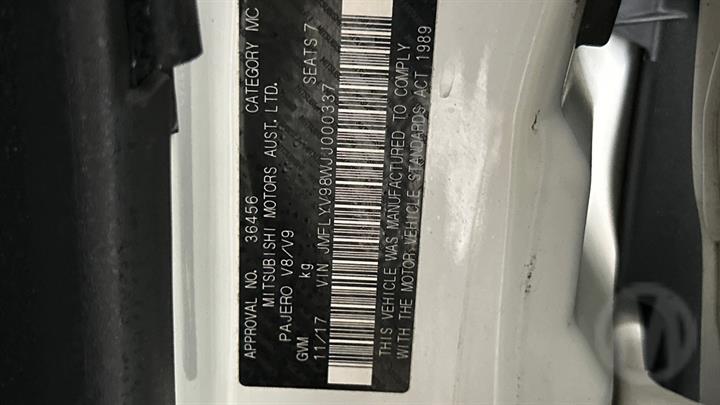 APPROVAL NO. 36456 CATEGORY MC
MITSUBISHI MOTORS AUST. LTD.
PAJERO V8/V9
GVM kg SEATS 7
11/17 VIN JMFLYV98WJJ000337
THIS VEHICLE WAS MANUFACTURED TO COMPLY
WITH THE MOTOR VEHICLE STANDARDS ACT 1989